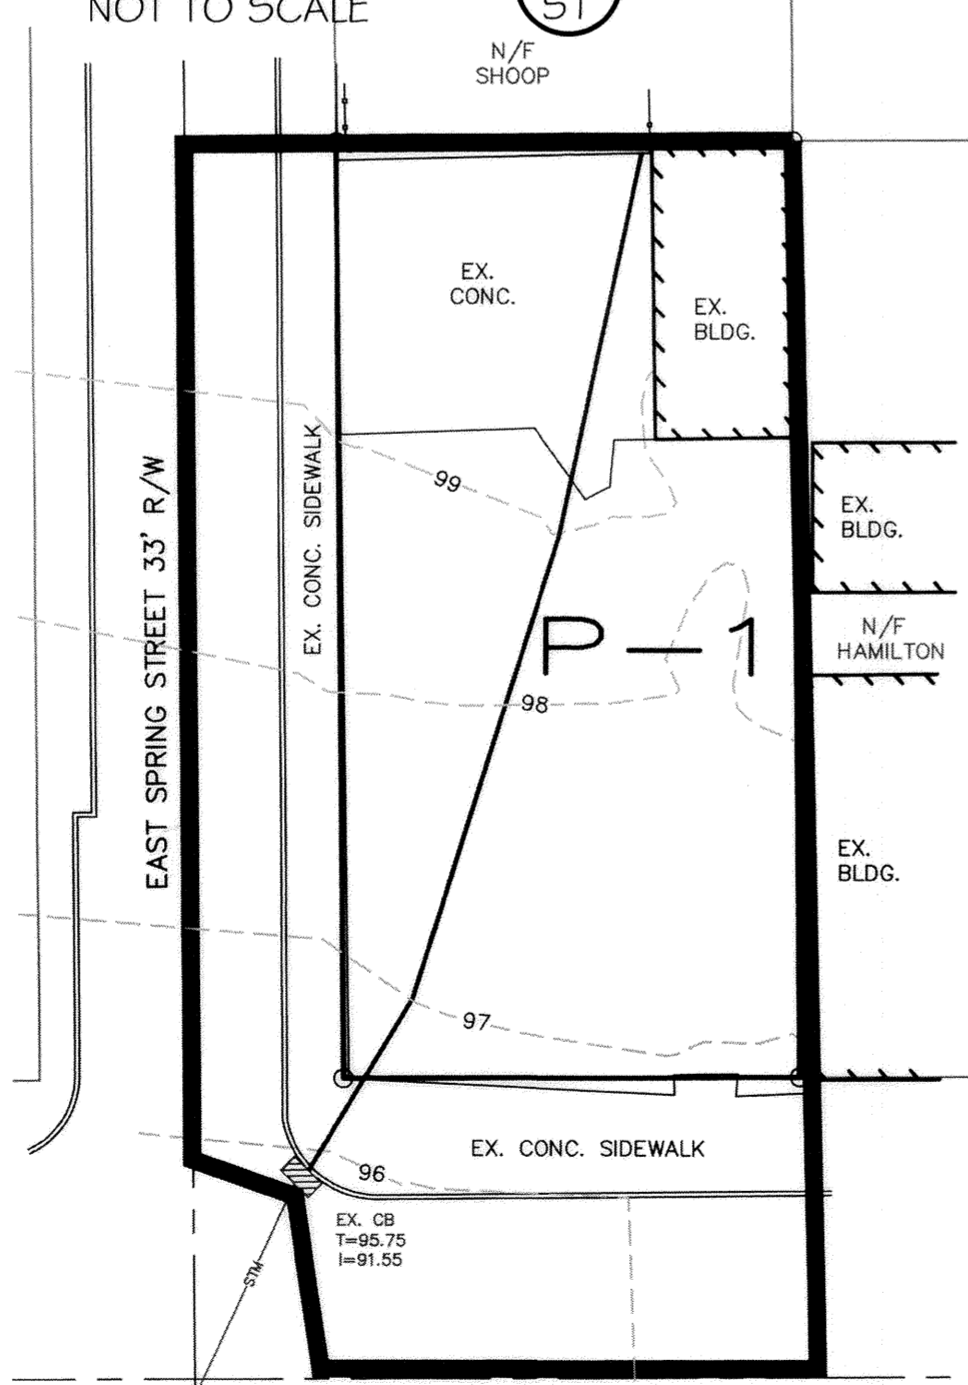 NOT TO SCALE
ST
N/F
SHOOP
EX.
CONC.
EX.
BLDG.
99
EX. CONC. SIDEWALK
EAST SPRING STREET 33' R/W
EX.
BLDG.
P-1
N/F
HAMILTON
98
EX.
BLDG.
97
EX. CONC. SIDEWALK
96
EX. CB
T=95.75
I=91.55
STM